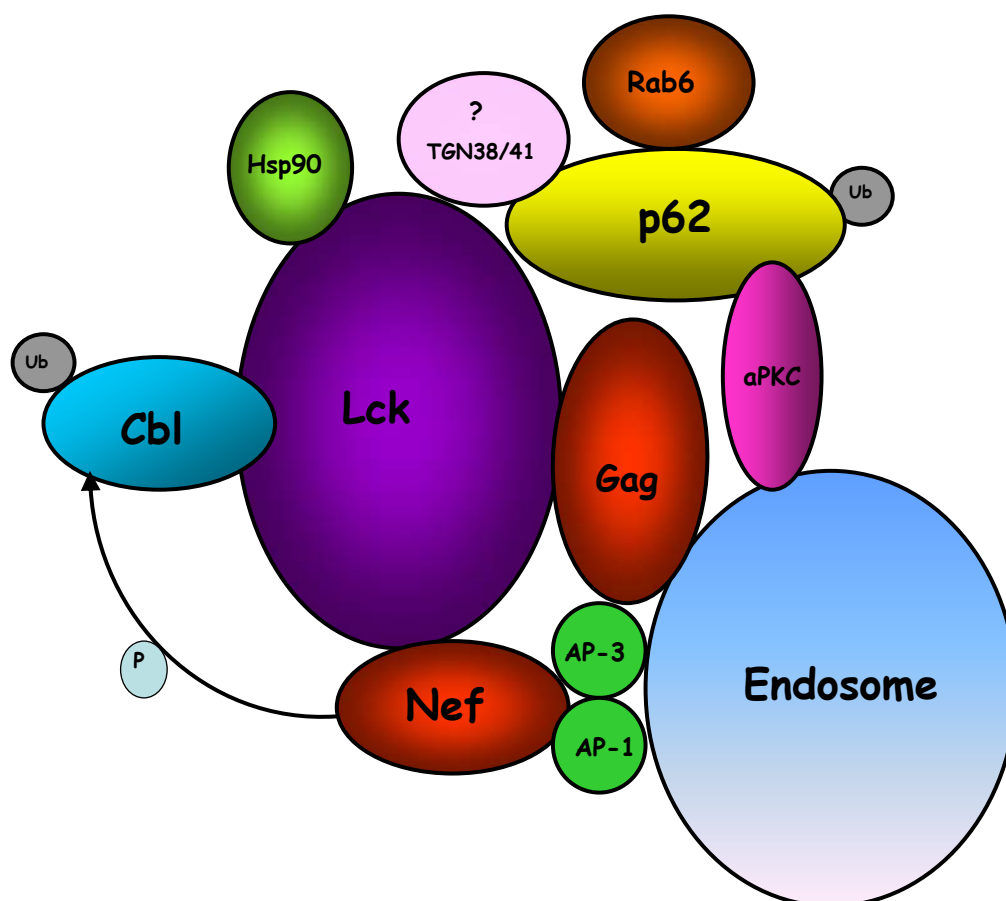 Rab6
?
TGN38/41
Hsp90
p62
Ub
Ub
Cbl
Lck
aPKC
Gag
AP-3
Endosome
P
Nef
AP-1